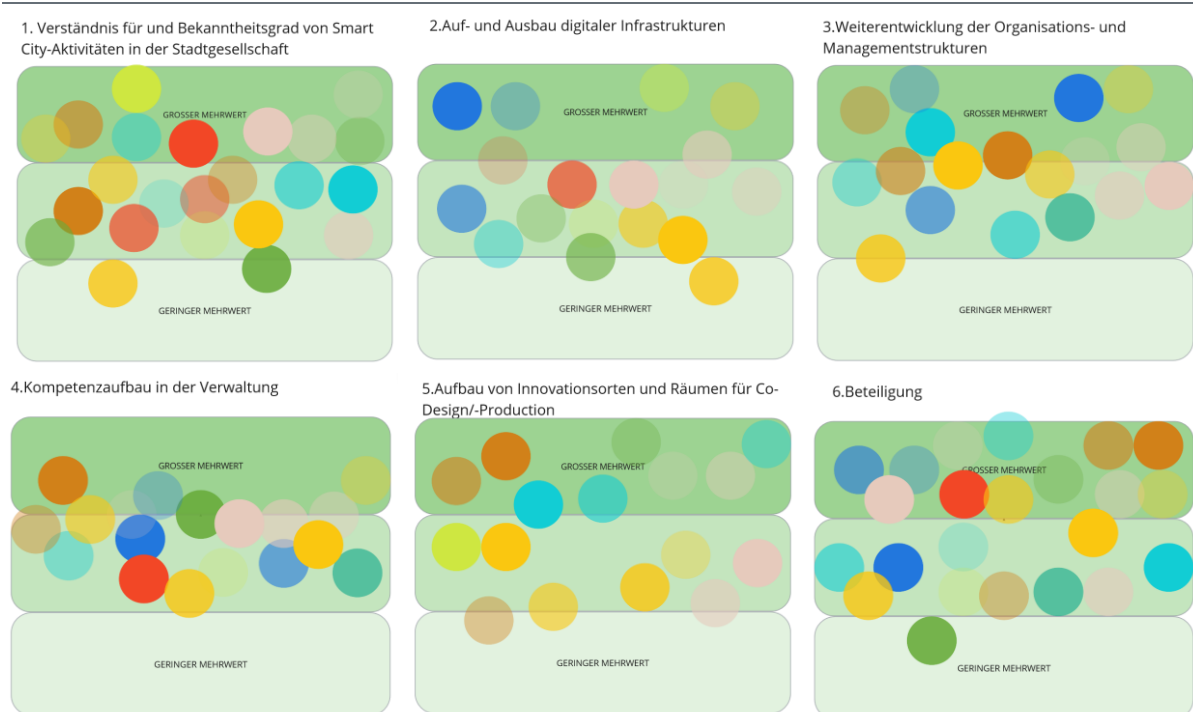 1. Verständnis für und Bekanntheitsgrad von Smart
City-Aktivitäten in der Stadtgesellschaft
GROSSER MEHRWERT
GERINGER MEHRWERT
2.Auf- und Ausbau digitaler Infrastrukturen
GROSSER MEHRWERT
GERINGER MEHRWERT
3.Weiterentwicklung der Organisations- und
Managementstrukturen
GROSSER MEHRWERT
GERINGER MEHRWERT
4.Kompetenzaufbau in der Verwaltung
GROSSER MEHRWERT
GERINGER MEHRWERT
5.Aufbau von Innovationsorten und Räumen für Co-
Design/-Production
GROSSER MEHRWERT
GERINGER MEHRWERT
6.Beteiligung
GROSSER MEHRWERT
GERINGER MEHRWERT